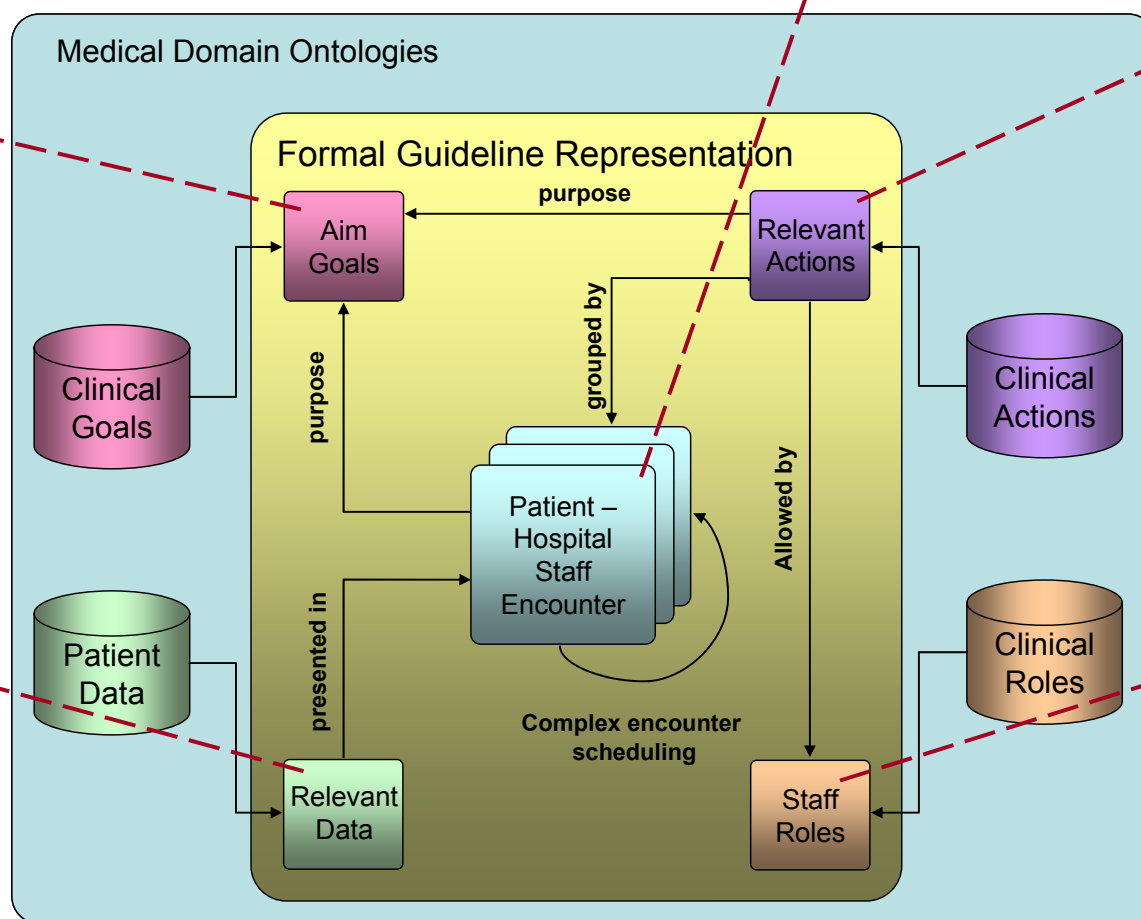 Medical Domain Ontologies
Formal Guideline Representation
purpose
Aim
Goals
Relevant
Actions
Clinical
Goals
Clinical
Actions
purpose
grouped by
Allowed by
Patient –
Hospital
Staff
Encounter
Patient
Data
presented in
Clinical
Roles
Complex encounter
scheduling
Relevant
Data
Staff
Roles